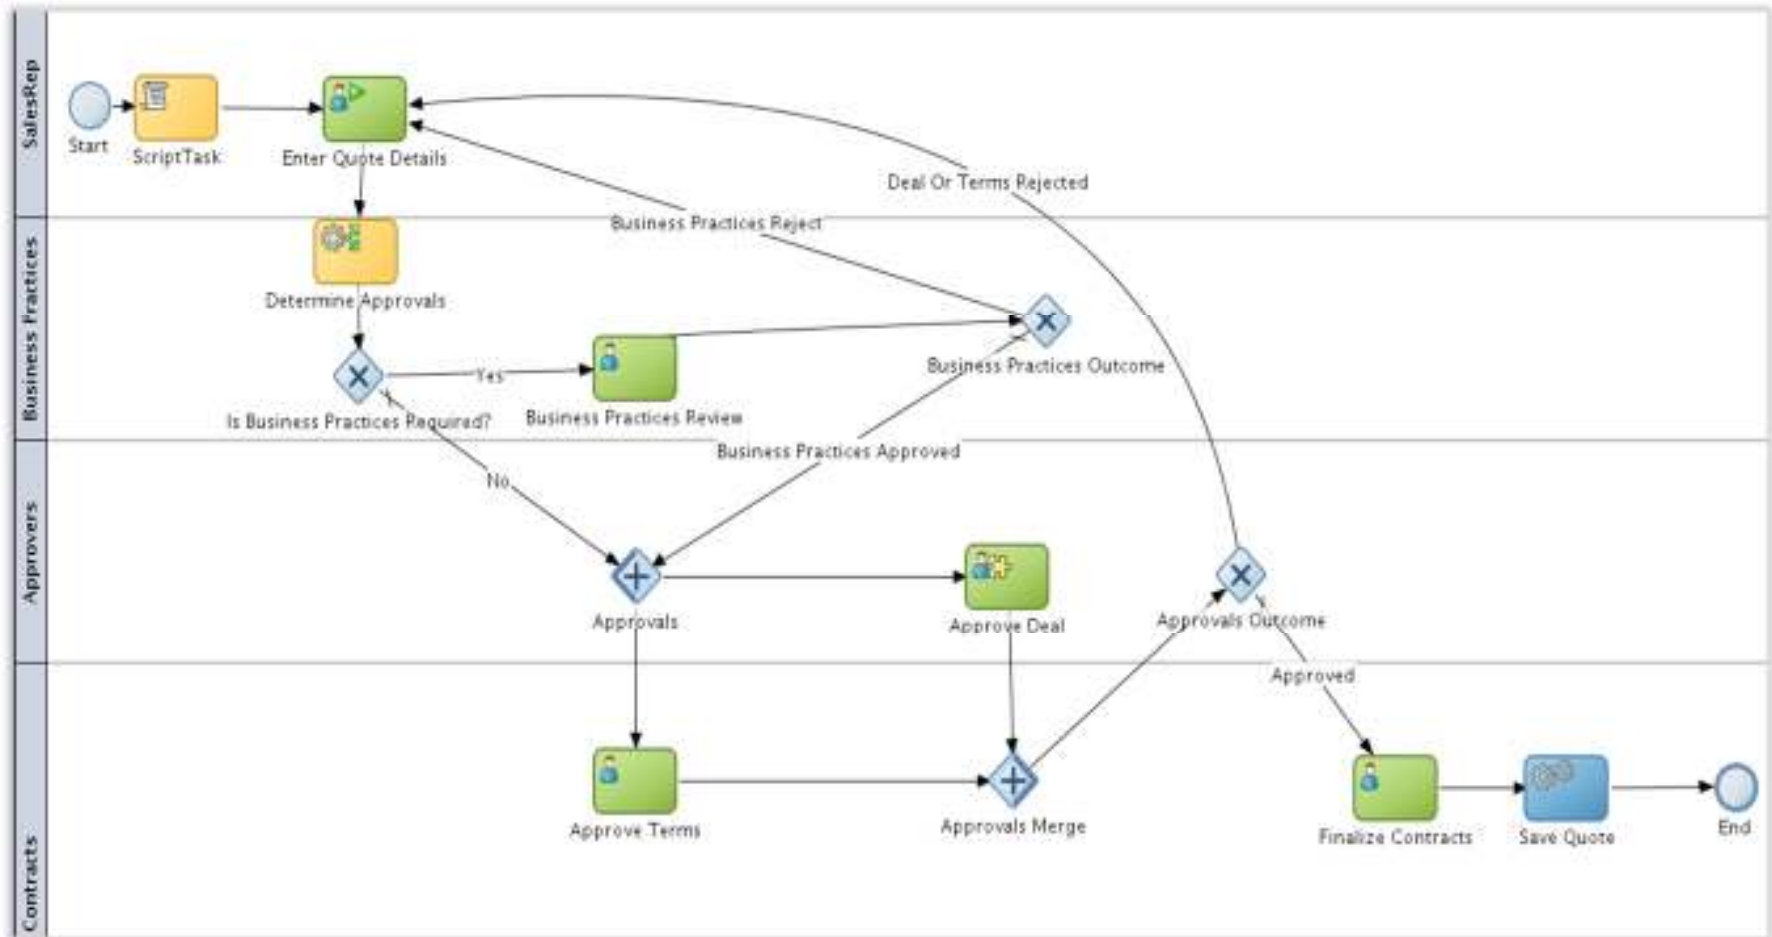 SalesRep
Start
ScriptTask
Enter Quote Details
Deal Or Terms Rejected
Business Practices Reject
Business Practices
Determine Approvals
Yes
Business Practices Outcome
Is Business Practices Required?
Business Practices Review
Business Practices Approved
No
Approvers
Approvals
Approve Deal
Approvals Outcome
Approved
Contracts
Approve Terms
Approvals Merge
Finalize Contracts
Save Quote
End